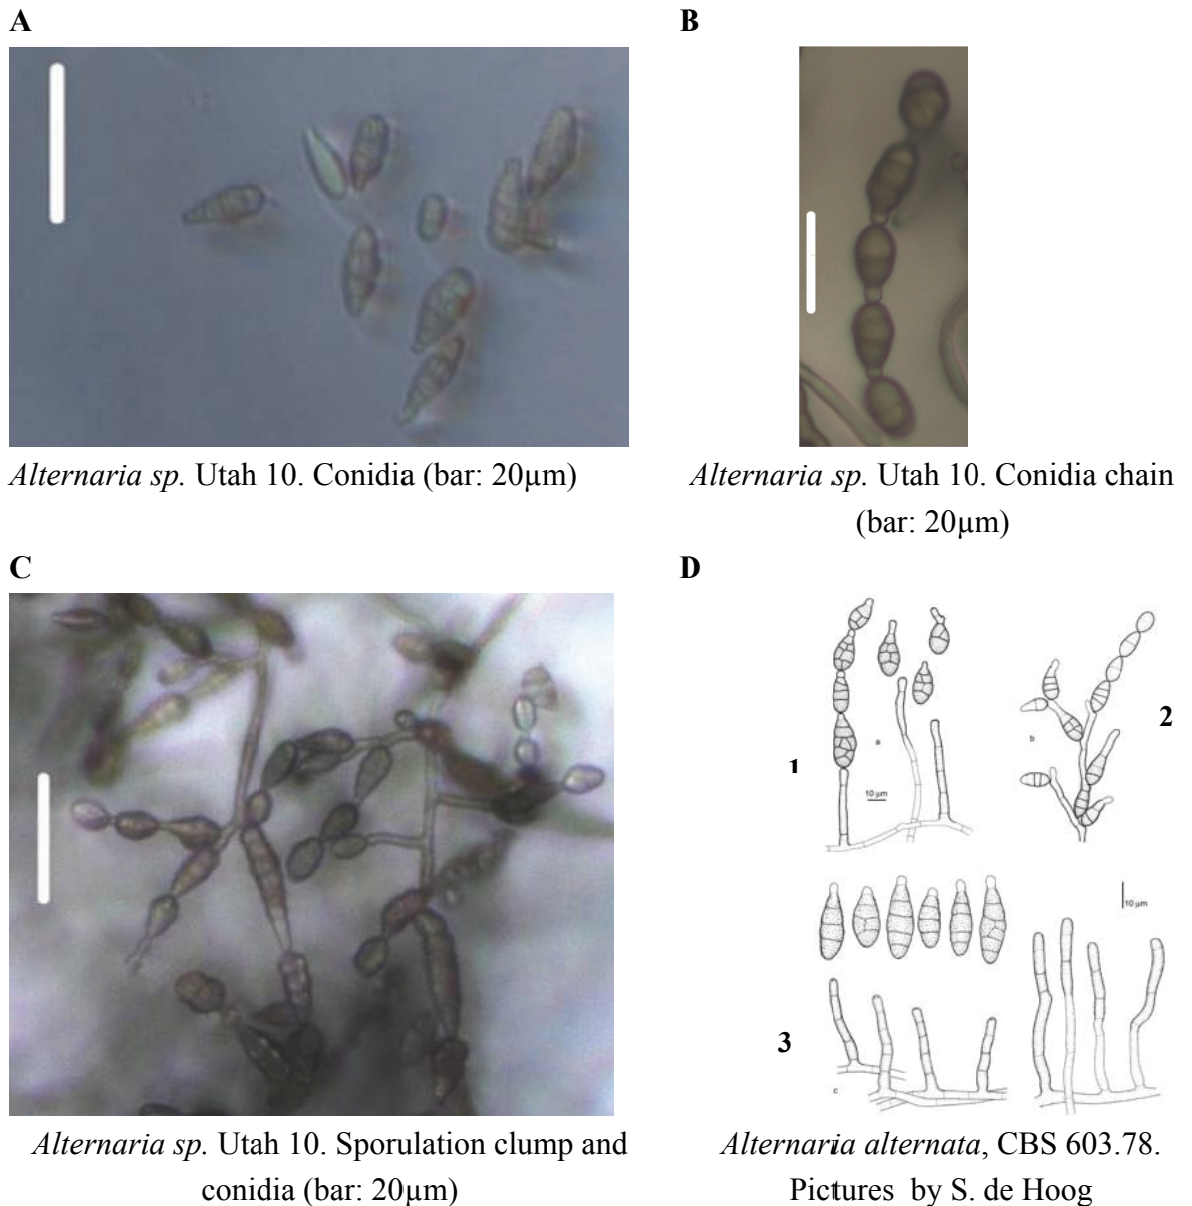 A
B
Alternaria sp. Utah 10. Conidia (bar: 20µm)
Alternaria sp. Utah 10. Conidia chain
(bar: 20µm)
C
D
1
a
10 µm
b
2
10 µm
3
c
Alternaria sp. Utah 10. Sporulation clump and
conidia (bar: 20µm)
Alternaria alternata, CBS 603.78.
Pictures by S. de Hoog